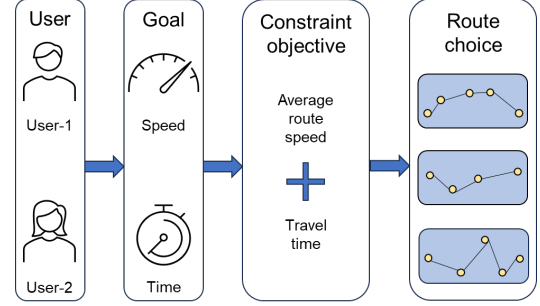 User
Goal
Constraint
objective
Route
choice
User-1
Speed
Average
route
speed
Travel
time
User-2
Time